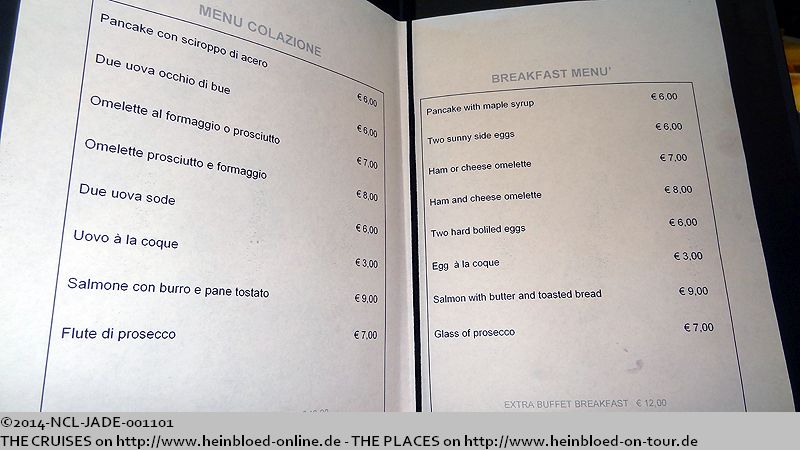 MENU COLAZIONE
Pancake con sciroppo di acero € 6,00
Due uova occhio di bue € 6,00
Omelette al formaggio o prosciutto € 7,00
Omelette prosciutto e formaggio € 8,00
Due uova sode € 6,00
Uovo à la coque € 3,00
Salmone con burro e pane tostato € 9,00
Flute di prosecco € 7,00
BREAKFAST MENU'
Pancake with maple syrup € 6,00
Two sunny side eggs € 6,00
Ham or cheese omelette € 7,00
Ham and cheese omelette € 8,00
Two hard boliled eggs € 6,00
Egg à la coque € 3,00
Salmon with butter and toasted bread € 9,00
Glass of prosecco € 7,00
EXTRA BUFFET BREAKFAST € 12,00
©2014-NCL-JADE-001101
THE CRUISES on http://www.heinbloed-online.de - THE PLACES on http://www.heinbloed-on-tour.de